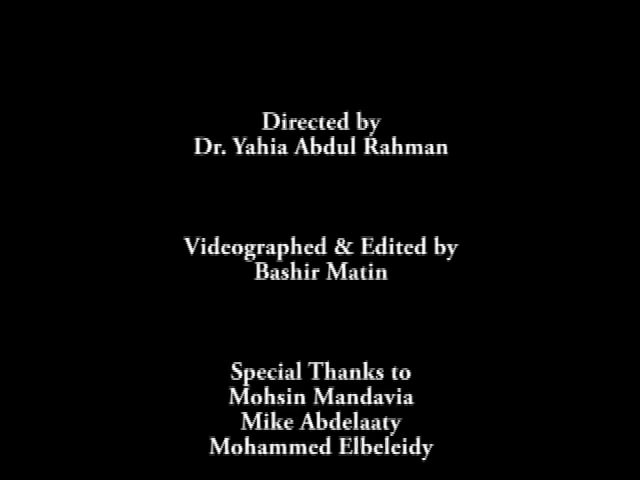 Directed by
Dr. Yahia Abdul Rahman
Videographed & Edited by
Bashir Matin
Special Thanks to
Mohsin Mandavia
Mike Abdelaaty
Mohammed Elbeleidy